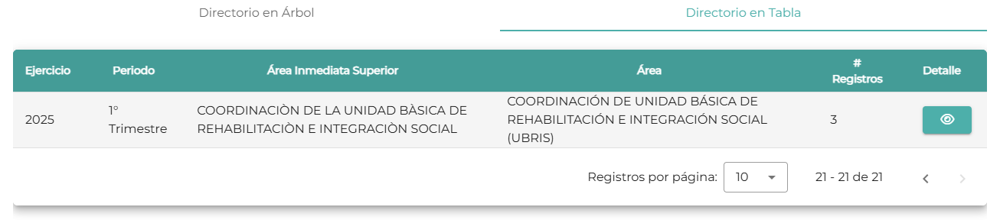 Directorio en Árbol
Directorio en Tabla
Ejercicio
Periodo
Área Inmediata Superior
Área
#
Registros
Detalle
2025
1°
Trimestre
COORDINACIÒN DE LA UNIDAD BÀSICA DE
REHABILITACIÒN E INTEGRACIÒN SOCIAL
COORDINACIÓN DE UNIDAD BÁSICA DE
REHABILITACIÓN E INTEGRACIÓN SOCIAL
(UBRIS)
3
Registros por página:
10
21 - 21 de 21